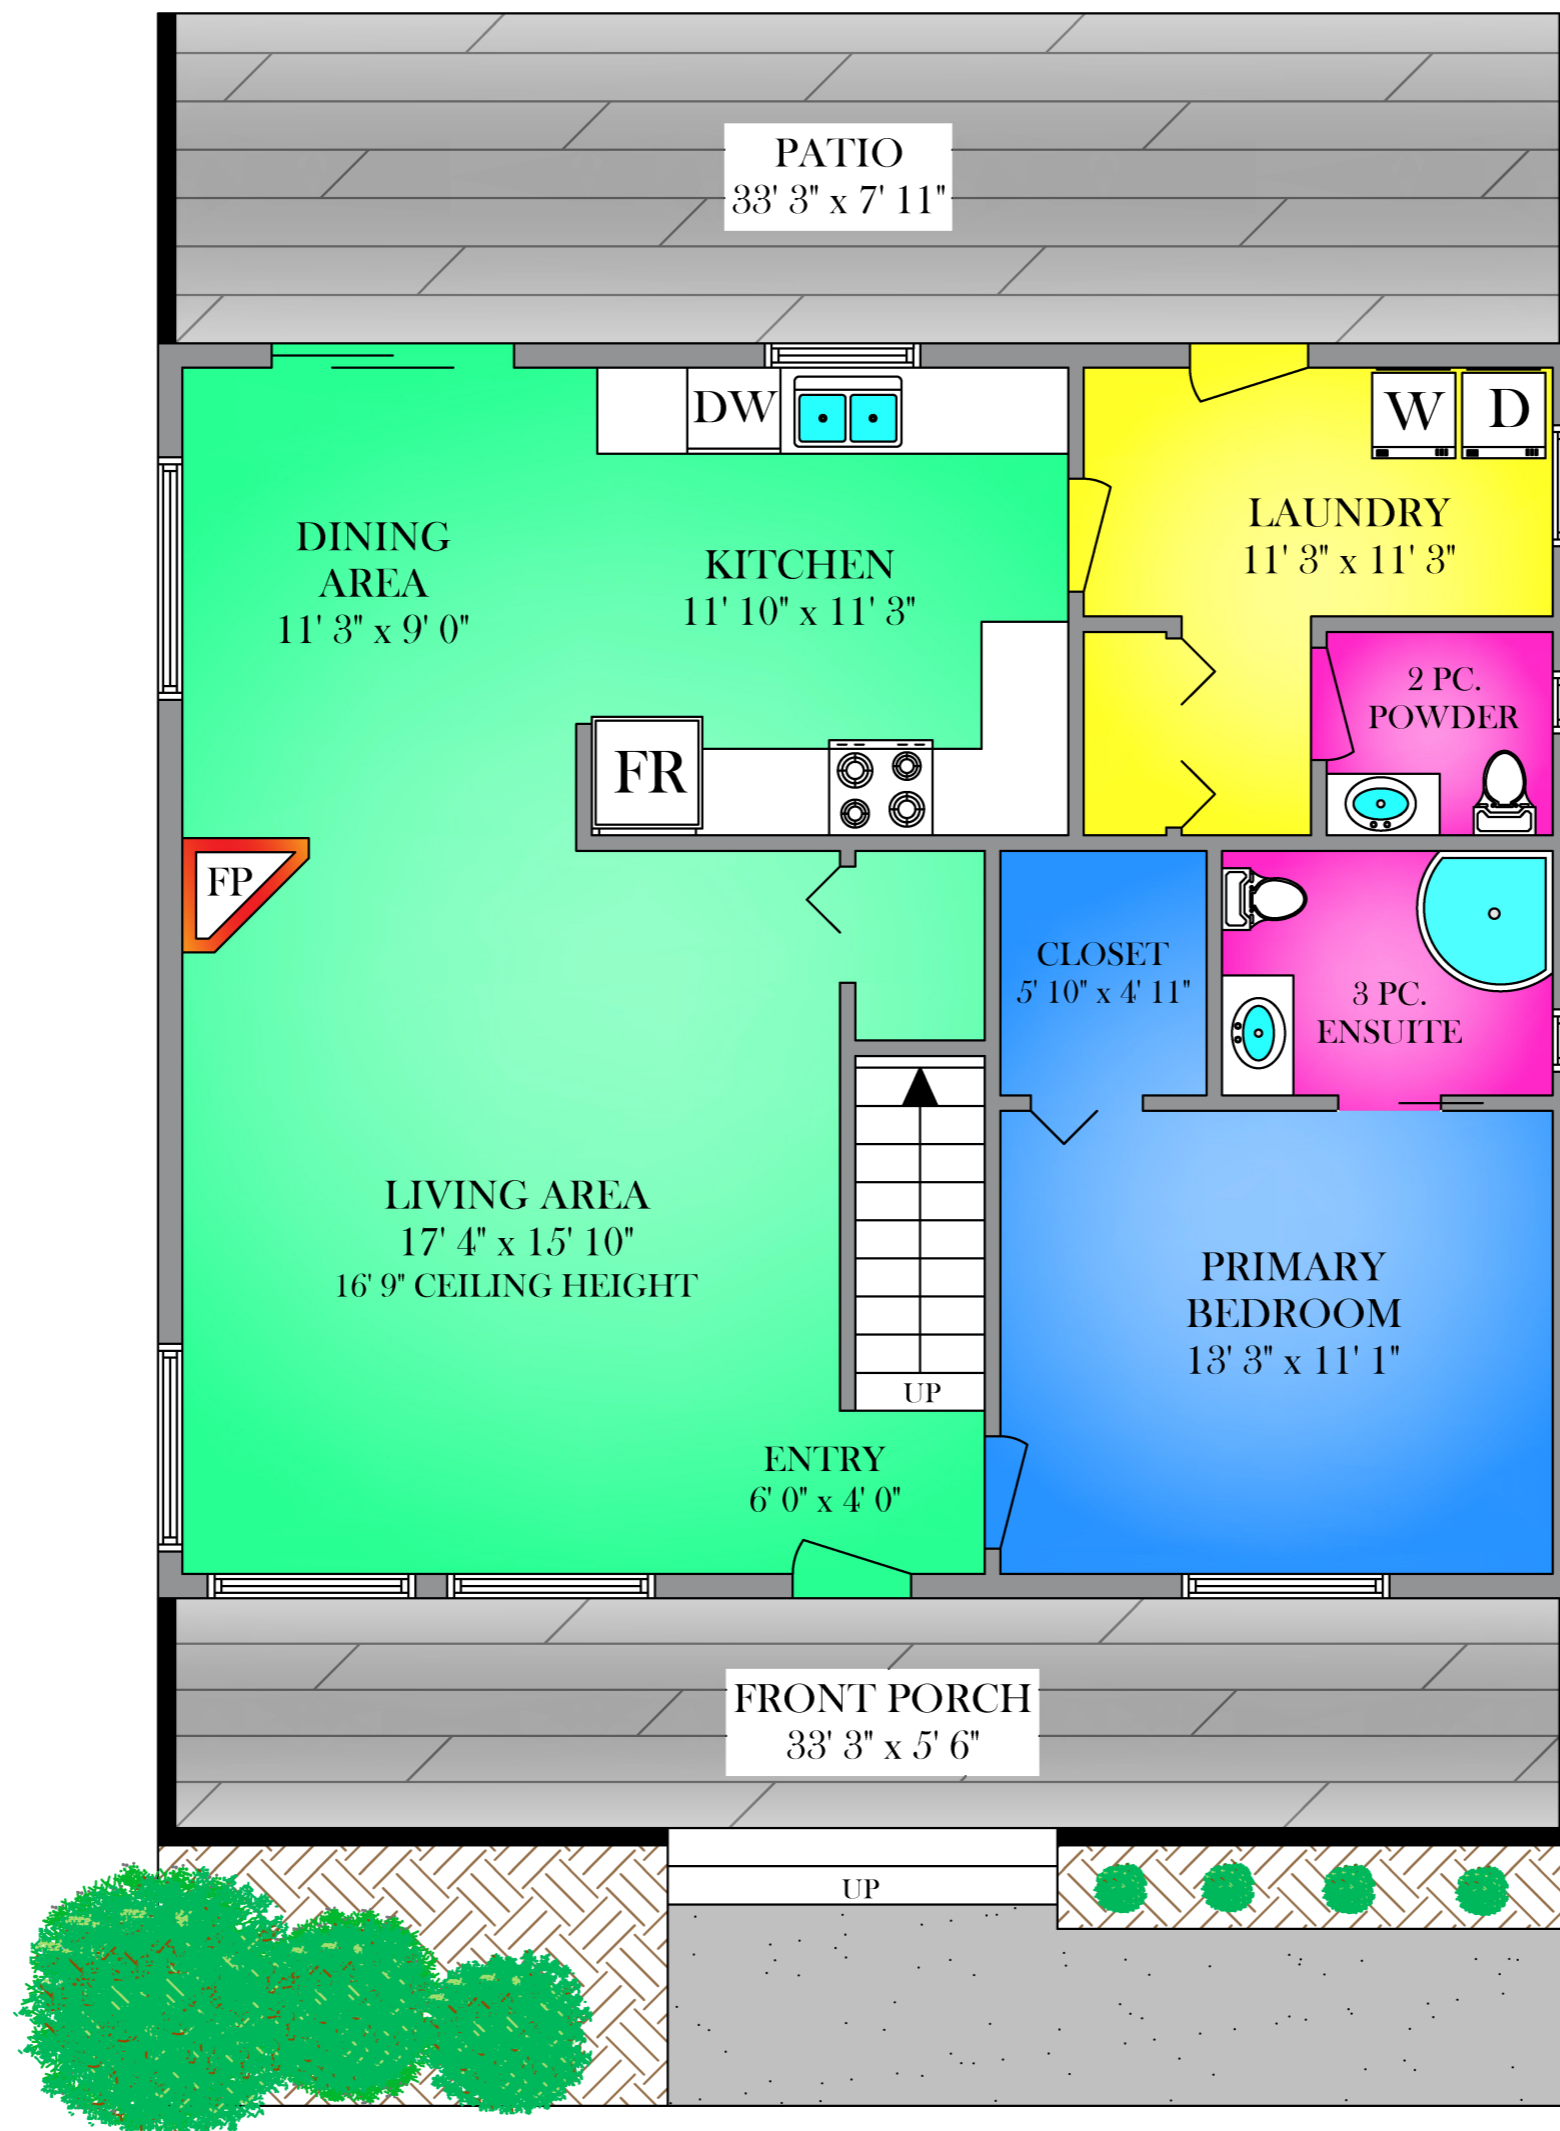 PATIO
33' 3" x 7' 11"
DW
W
D
DINING
AREA
11' 3" x 9' 0"
KITCHEN
11' 10" x 11' 3"
LAUNDRY
11' 3" x 11' 3"
2 PC.
POWDER
FR
FP
CLOSET
5' 10" x 4' 11"
3 PC.
ENSUITE
LIVING AREA
17' 4" x 15' 10"
16' 9" CEILING HEIGHT
PRIMARY
BEDROOM
13' 3" x 11' 1"
UP
ENTRY
6' 0" x 4' 0"
FRONT PORCH
33' 3" x 5' 6"
UP